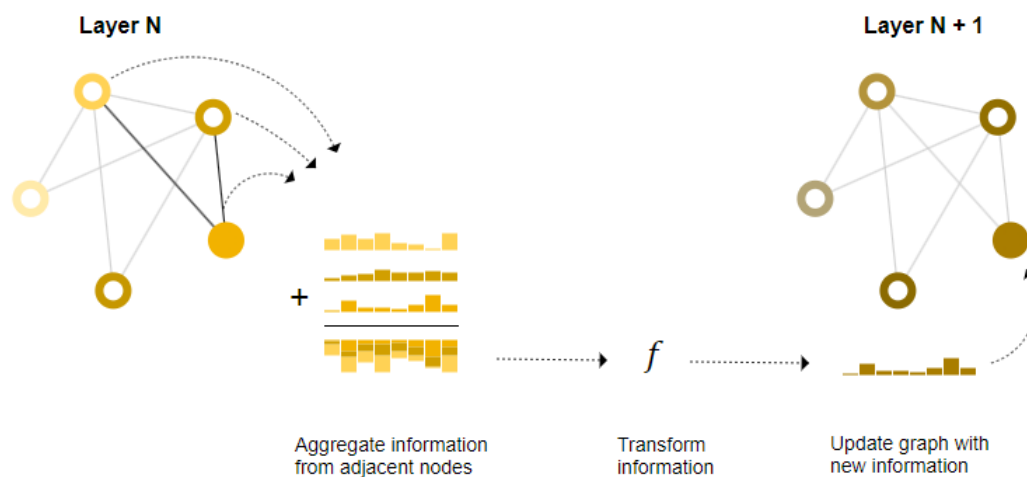 Layer N
Layer N + 1
+
f
Aggregate information
from adjacent nodes
Transform
information
Update graph with
new information